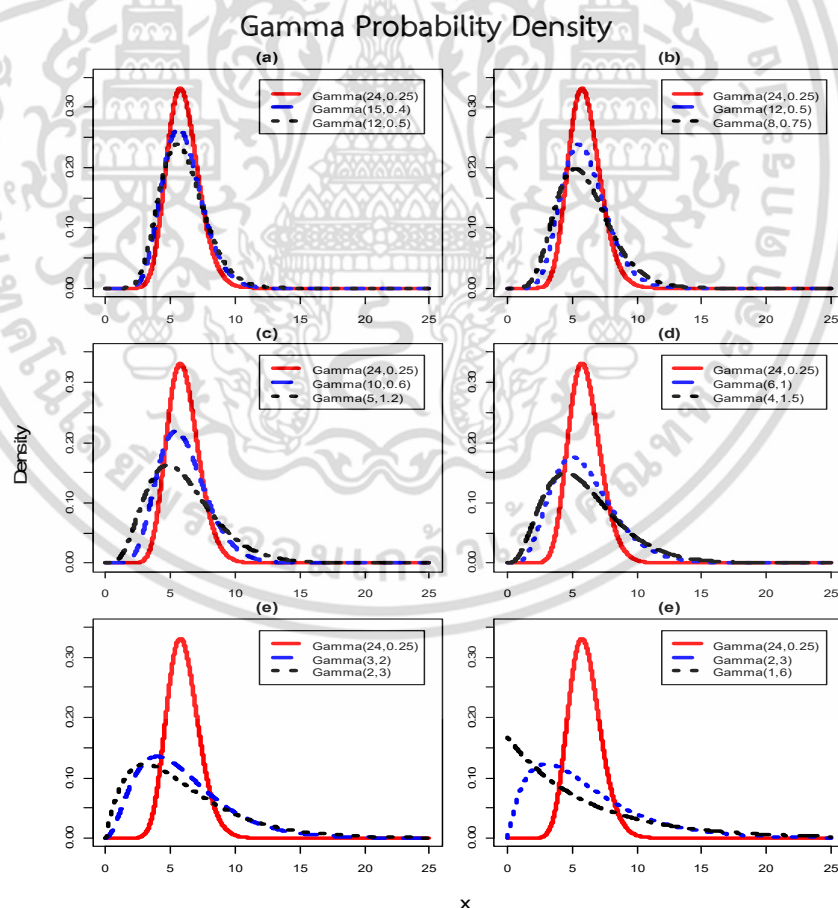 Gamma Probability Density
(a)
Gamma(24,0.25)
Gamma(15,0.4)
Gamma(12,0.5)
0.00 0.10 0.20 0.30
0 5 10 15 20 25
(b)
Gamma(24,0.25)
Gamma(12,0.5)
Gamma(8,0.75)
0.00 0.10 0.20 0.30
0 5 10 15 20 25
(c)
Gamma(24,0.25)
Gamma(10,0.6)
Gamma(5,1.2)
0.00 0.10 0.20 0.30
0 5 10 15 20 25
(d)
Gamma(24,0.25)
Gamma(6,1)
Gamma(4,1.5)
0.00 0.10 0.20 0.30
0 5 10 15 20 25
Density
(e)
Gamma(24,0.25)
Gamma(3,2)
Gamma(2,3)
0.00 0.10 0.20 0.30
0 5 10 15 20 25
(e)
Gamma(24,0.25)
Gamma(2,3)
Gamma(1,6)
0.00 0.10 0.20 0.30
0 5 10 15 20 25
x